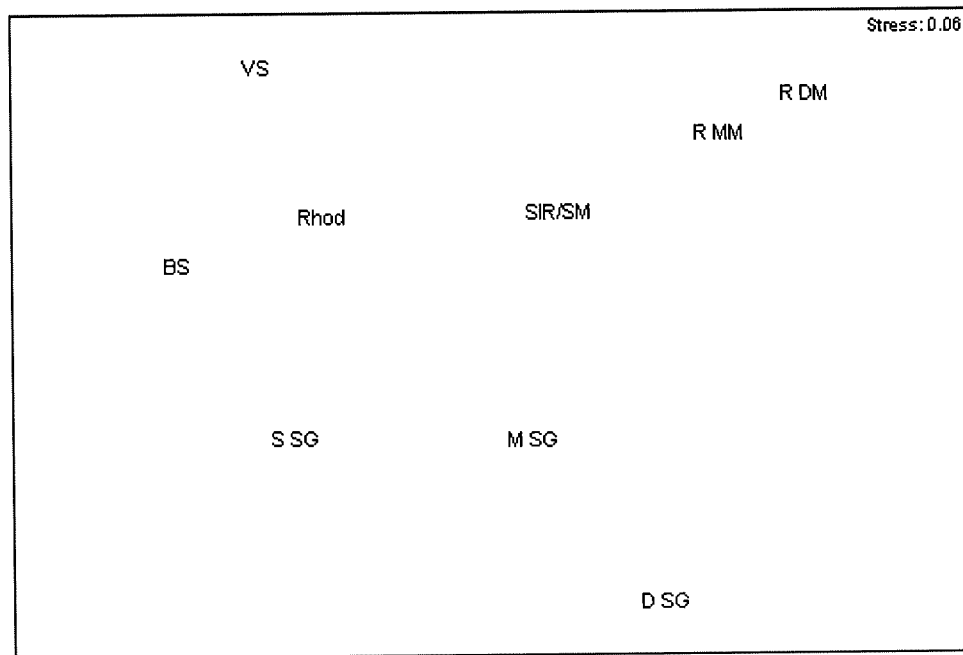 Stress: 0.06
VS
R DM
R MM
Rhod
SIR/SM
BS
S SG
M SG
D SG